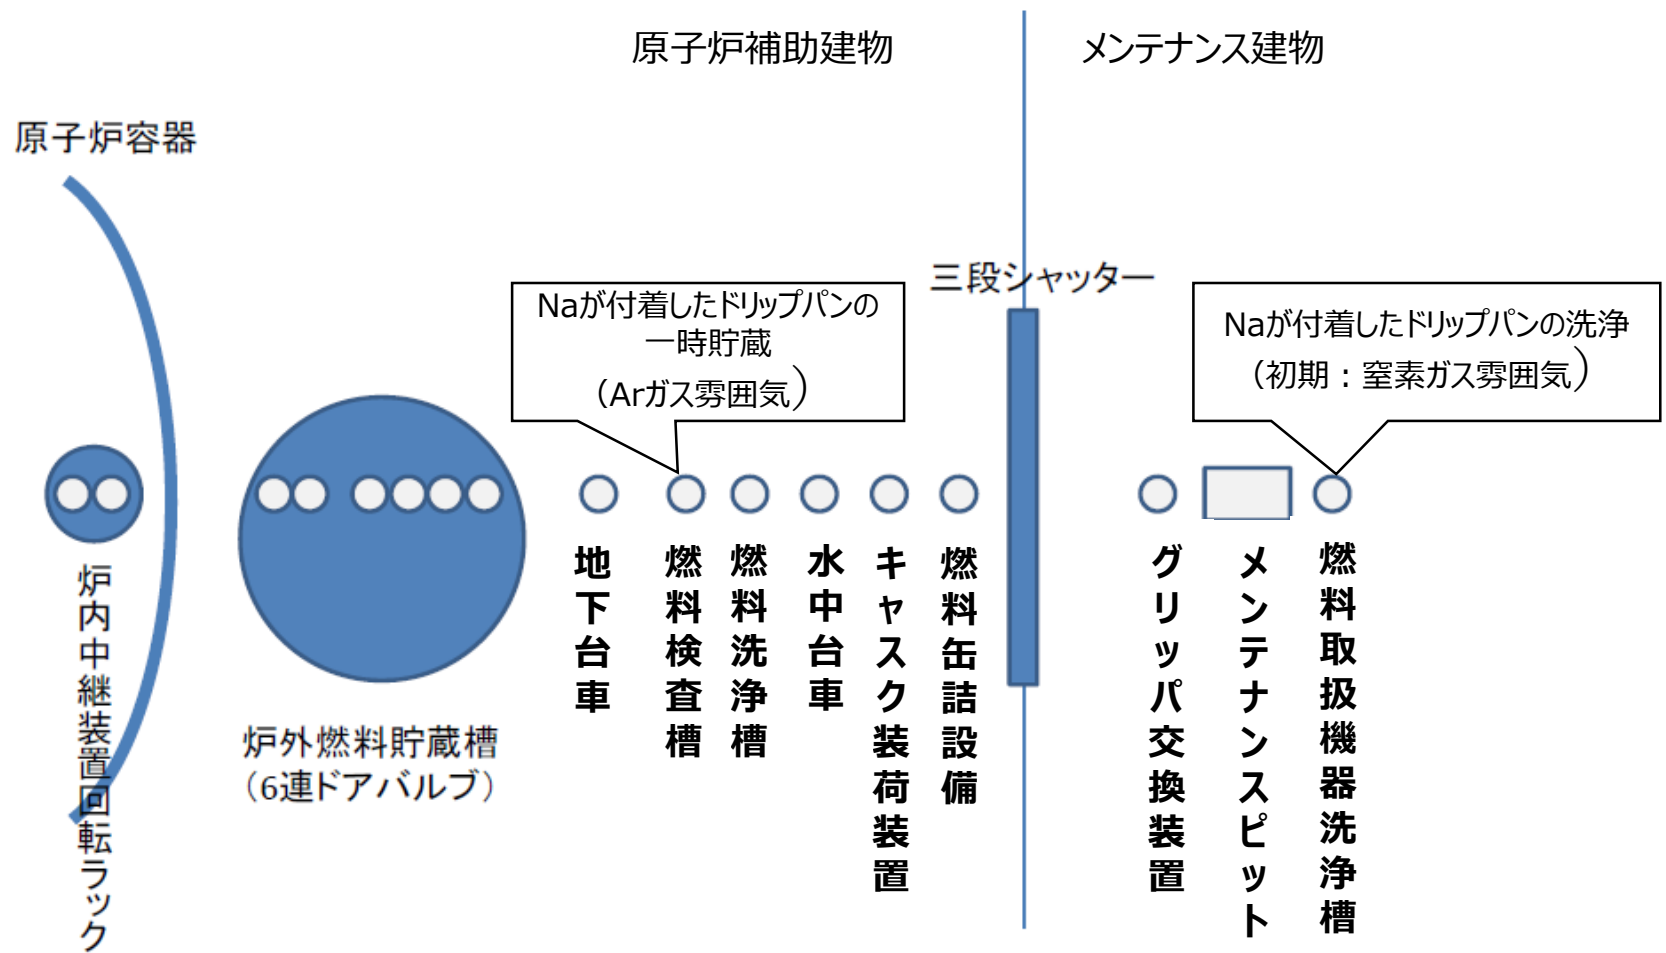 原子炉補助建物
メンテナンス建物
原子炉容器
三段シャッター
Naが付着したドリップパンの
一時貯蔵
（Arガス雰囲気）
Naが付着したドリップパンの洗浄
（初期：窒素ガス雰囲気）
炉内中継装置回転ラック
炉外燃料貯蔵槽
（6連ドアバルブ）
地下台車
燃料検査槽
燃料洗浄槽
水中台車
キャスク装荷装置
燃料缶詰設備
グリッパ交換装置
メンテナンスピット
燃料取扱機器洗浄槽